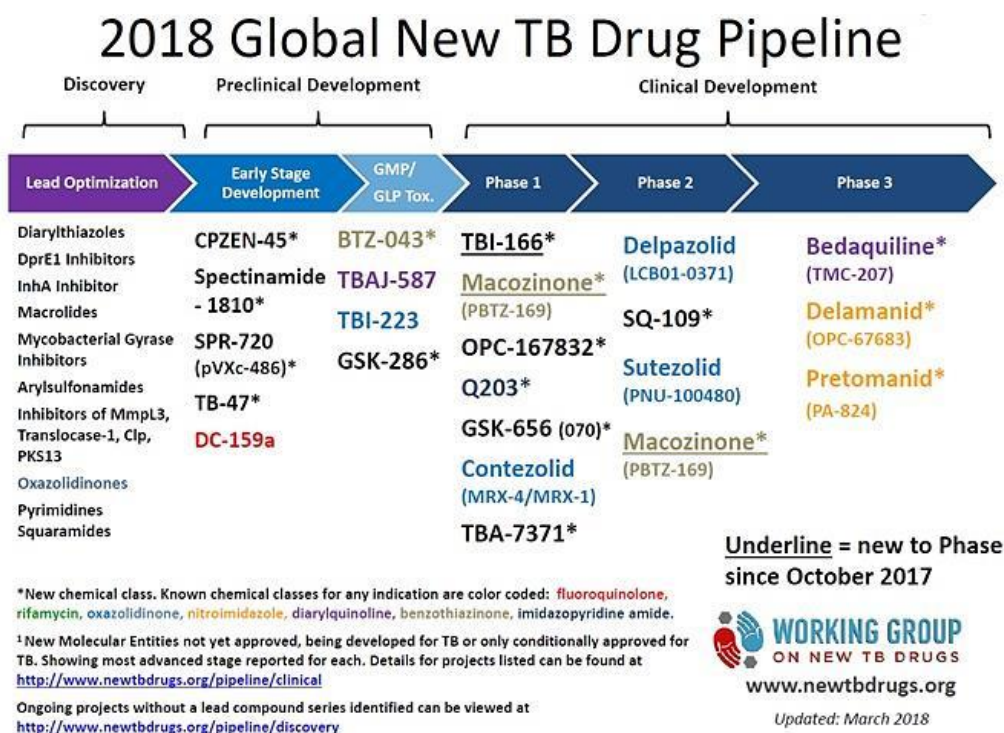 2018 Global New TB Drug Pipeline
Discovery
Preclinical Development
Clinical Development
Lead Optimization
Early Stage
Development
GMP/
GLP Tox.
Phase 1
Phase 2
Phase 3
Diarylthiazoles
DprE1 Inhibitors
InhA Inhibitor
Macrolides
Mycobacterial Gyrase
Inhibitors
Arylsulfonamides
Inhibitors of MmpL3,
Translocase-1, Clp,
PKS13
Oxazolidinones
Pyrimidines
Squaramides
CPZEN-45*
Spectinamide
- 1810*
SPR-720
(pVXc-486)*
TB-47*
DC-159a
BTZ-043*
TBAJ-587
TBI-223
GSK-286*
TBI-166*
Macozinone*
(PBTZ-169)
OPC-167832*
Q203*
GSK-656 (070)*
Contezolid
(MRX-4/MRX-1)
TBA-7371*
Delpazolid
(LCB01-0371)
SQ-109*
Sutezolid
(PNU-100480)
Macozinone*
(PBTZ-169)
Bedaquiline*
(TMC-207)
Delamanid*
(OPC-67683)
Pretomanid*
(PA-824)
Underline = new to Phase
since October 2017
*New chemical class. Known chemical classes for any indication are color coded: fluoroquinolone,
rifamycin, oxazolidinone, nitroimidazole, diarylquinoline, benzothiazinone, imidazopyridine amide.
1 New Molecular Entities not yet approved, being developed for TB or only conditionally approved for
TB. Showing most advanced stage reported for each. Details for projects listed can be found at
http://www.newtbdrugs.org/pipeline/clinical
Ongoing projects without a lead compound series identified can be viewed at
http://www.newtbdrugs.org/pipeline/discovery
WORKING GROUP
ON NEW TB DRUGS
www.newtbdrugs.org
Updated: March 2018